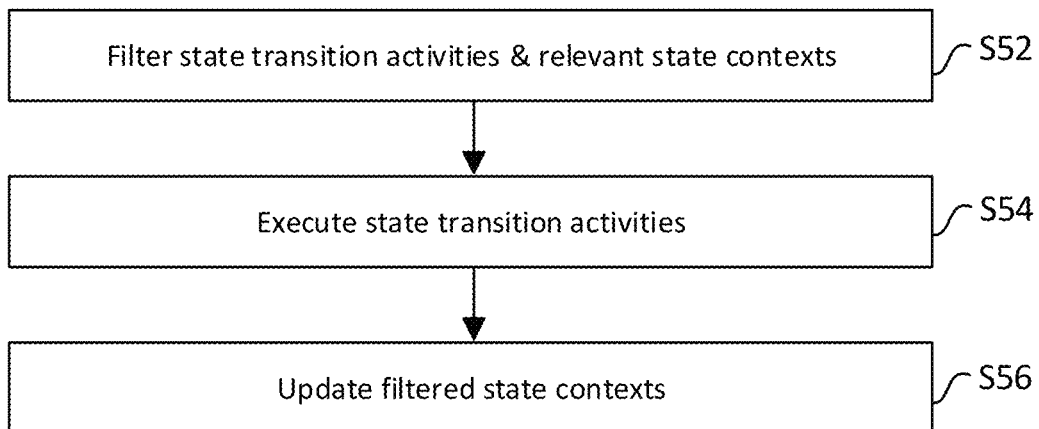 Filter state transition activities & relevant state contexts
S52
Execute state transition activities
S54
Update filtered state contexts
S56